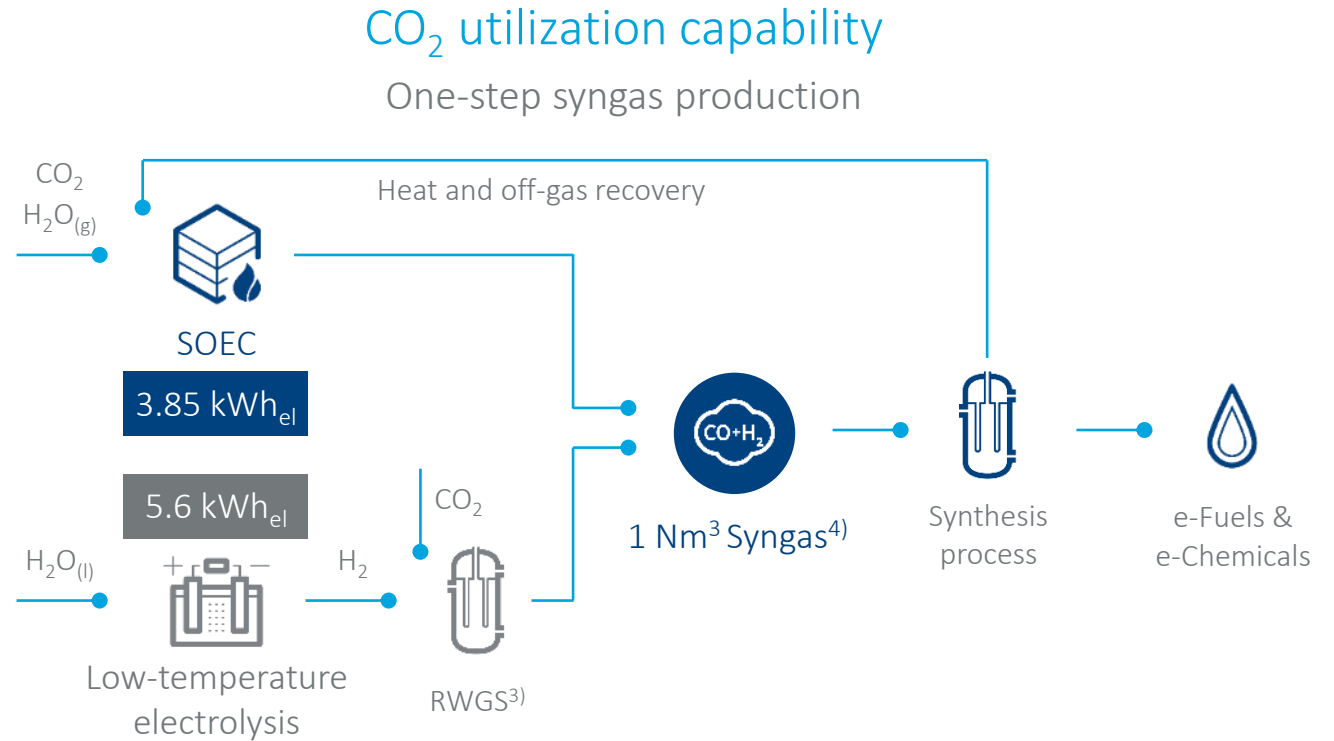 CO₂ utilization capability
One-step syngas production
CO₂
H₂O(g)
Heat and off-gas recovery
SOEC
3.85 kWhel
5.6 kWhel
H₂O(l)
+ −
H₂
CO₂
Low-temperature
electrolysis
RWGS³⁾
CO+H₂
1 Nm³ Syngas⁴⁾
Synthesis
process
e-Fuels &
e-Chemicals